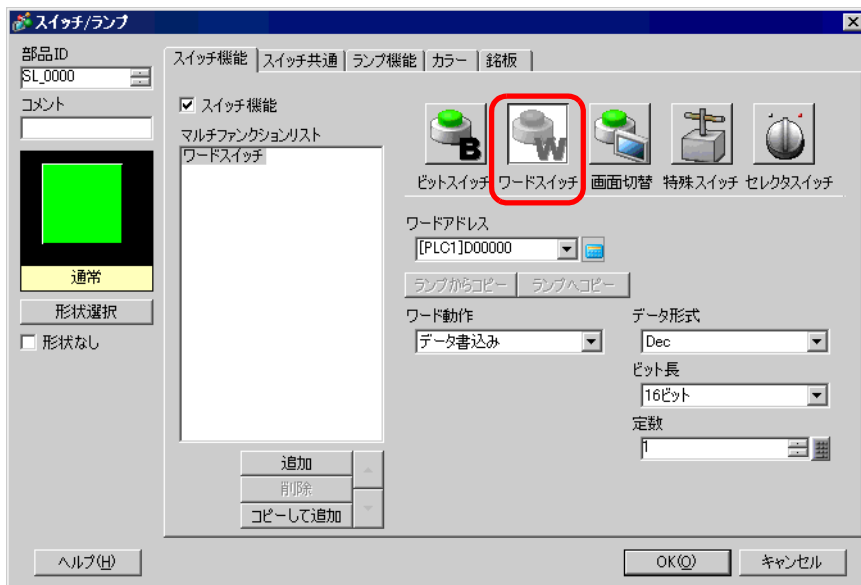 スイッチ/ランプ
部品ID
SL_0000
コメント
通常
形状選択
形状なし
スイッチ機能 スイッチ共通 ランプ機能 カラー 銘板
スイッチ機能
マルチファンクションリスト
ワードスイッチ
追加
削除
コピーして追加
B W
ビットスイッチ ワードスイッチ 画面切替 特殊スイッチ セレクタスイッチ
ワードアドレス
[PLC1]D00000
ランプからコピー ランプへコピー
ワード動作
データ書込み
データ形式
Dec
ビット長
16ビット
定数
1
ヘルプ(H) OK(O) キャンセル